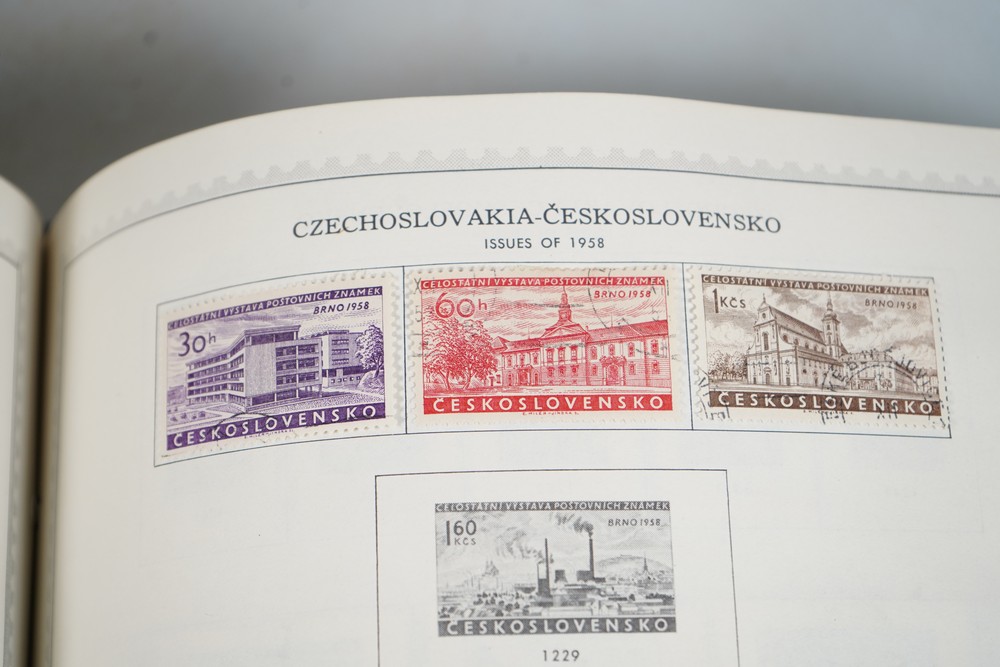 CZECHOSLOVAKIA-ČESKOSLOVENSKO
ISSUES OF 1958
CELOSTÁTNÍ VÝSTAVA POŠTOVNÍCH ZNÁMEK
BRNO 1958
30h
ČESKOSLOVENSKO
CELOSTÁTNÍ VÝSTAVA POŠTOVNÍCH ZNÁMEK
60h
BRNO 1958
ČESKOSLOVENSKO
CELOSTÁTNÍ VÝSTAVA POŠTOVNÍCH ZNÁMEK
1 KČS
BRNO 1958
ČESKOSLOVENSKO
CELOSTÁTNÍ VÝSTAVA POŠTOVNÍCH ZNÁMEK
1 60 KČS
BRNO 1958
ČESKOSLOVENSKO
1229